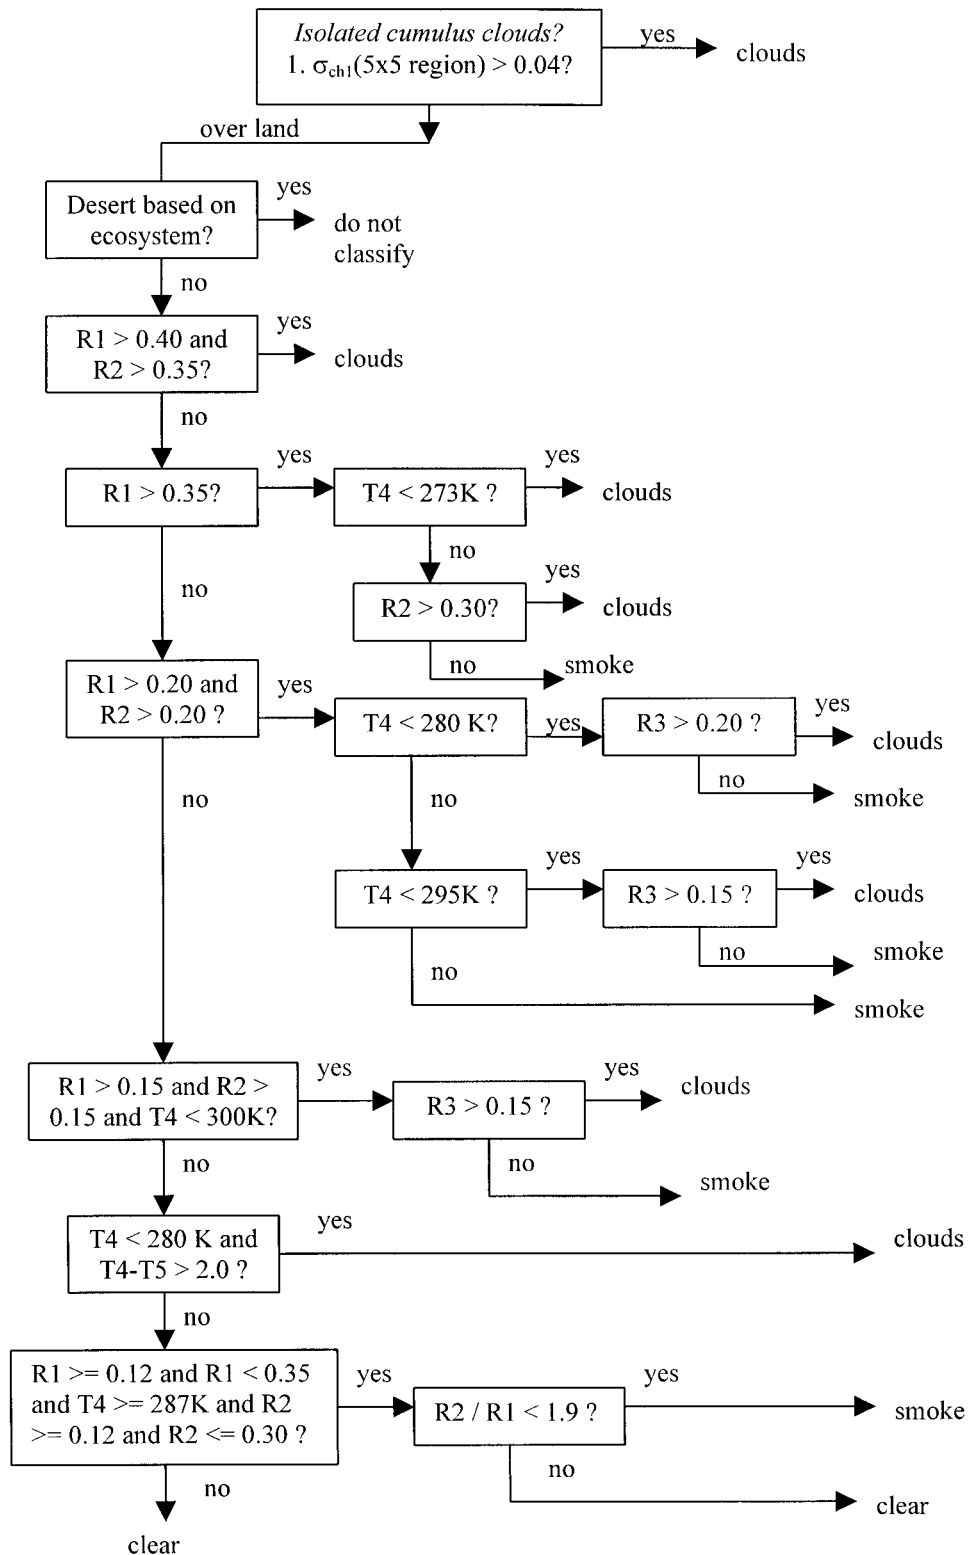 Isolated cumulus clouds?
1. σch1(5x5 region) > 0.04?
yes
clouds
over land
Desert based on
ecosystem?
yes
do not
classify
no
R1 > 0.40 and
R2 > 0.35?
yes
clouds
no
R1 > 0.35?
yes
T4 < 273K ?
yes
clouds
no
no
R2 > 0.30?
yes
clouds
no
smoke
R1 > 0.20 and
R2 > 0.20 ?
yes
T4 < 280 K?
yes
R3 > 0.20 ?
yes
clouds
no
smoke
no
no
T4 < 295K ?
yes
R3 > 0.15 ?
yes
clouds
no
smoke
no
smoke
R1 > 0.15 and R2 >
0.15 and T4 < 300K?
yes
R3 > 0.15 ?
yes
clouds
no
smoke
no
T4 < 280 K and
T4-T5 > 2.0 ?
yes
clouds
no
R1 >= 0.12 and R1 < 0.35
and T4 >= 287K and R2
>= 0.12 and R2 <= 0.30 ?
yes
R2 / R1 < 1.9 ?
yes
smoke
no
clear
no
clear